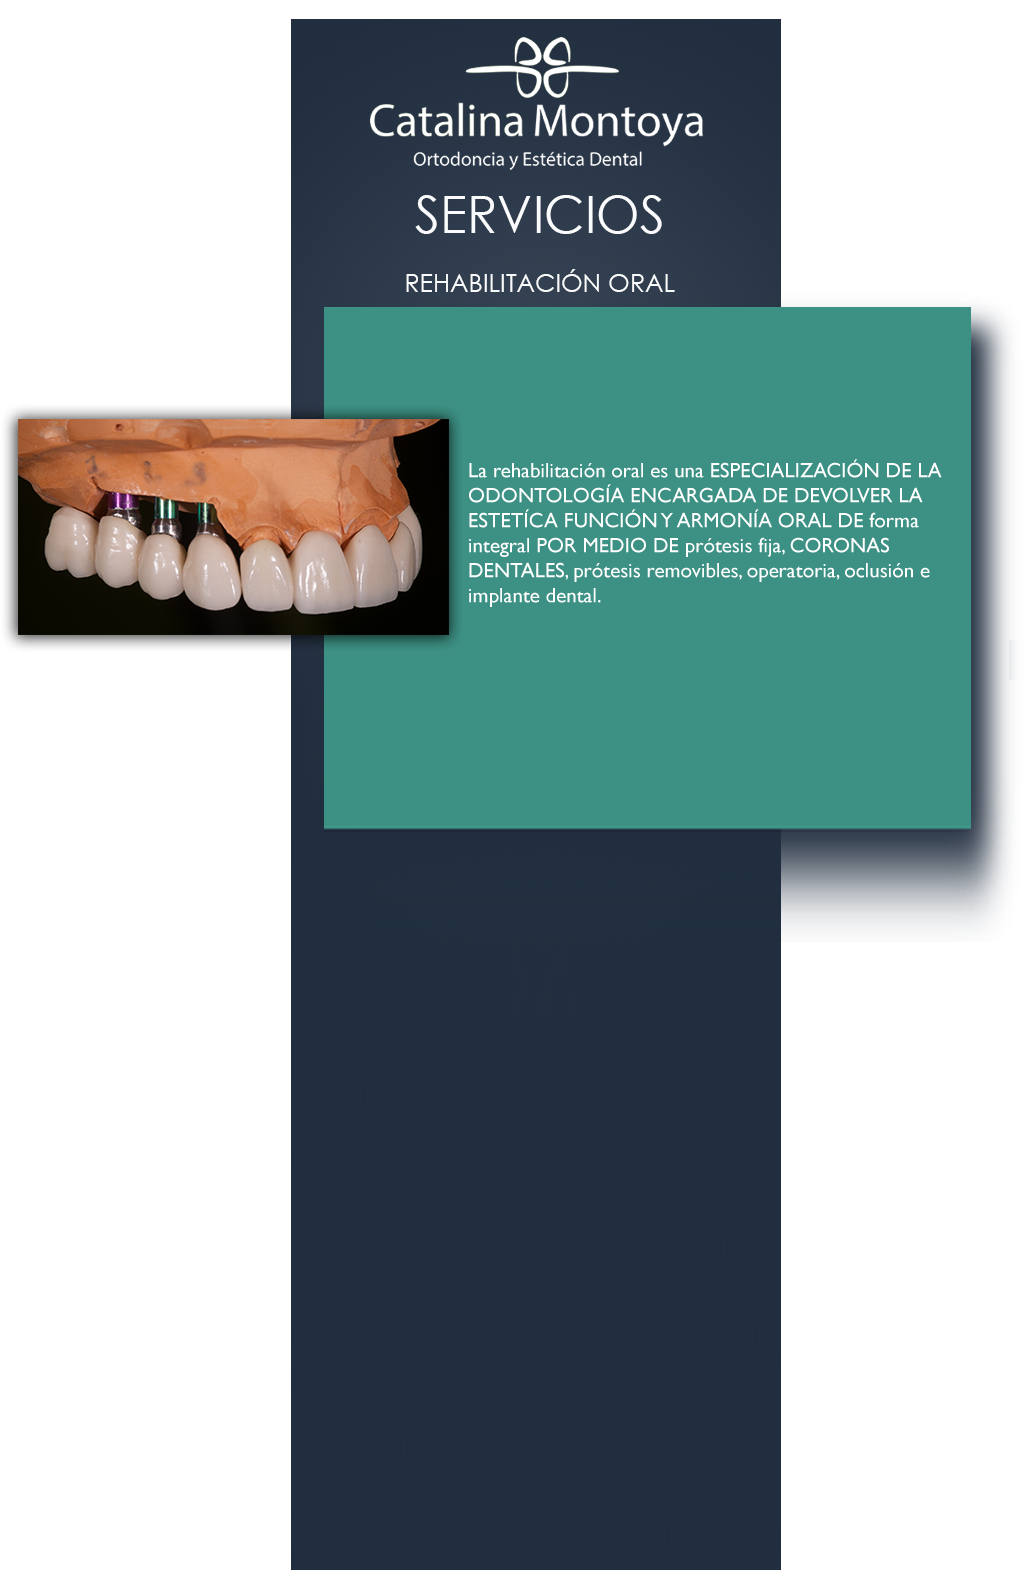 Catalina Montoya
Ortodoncia y Estética Dental
SERVICIOS
REHABILITACIÓN ORAL
La rehabilitación oral es una ESPECIALIZACIÓN DE LA
ODONTOLOGÍA ENCARGADA DE DEVOLVER LA
ESTETÍCA FUNCIÓN Y ARMONÍA ORAL DE forma
integral POR MEDIO DE prótesis fija, CORONAS
DENTALES, prótesis removibles, operatoria, oclusión e
implante dental.